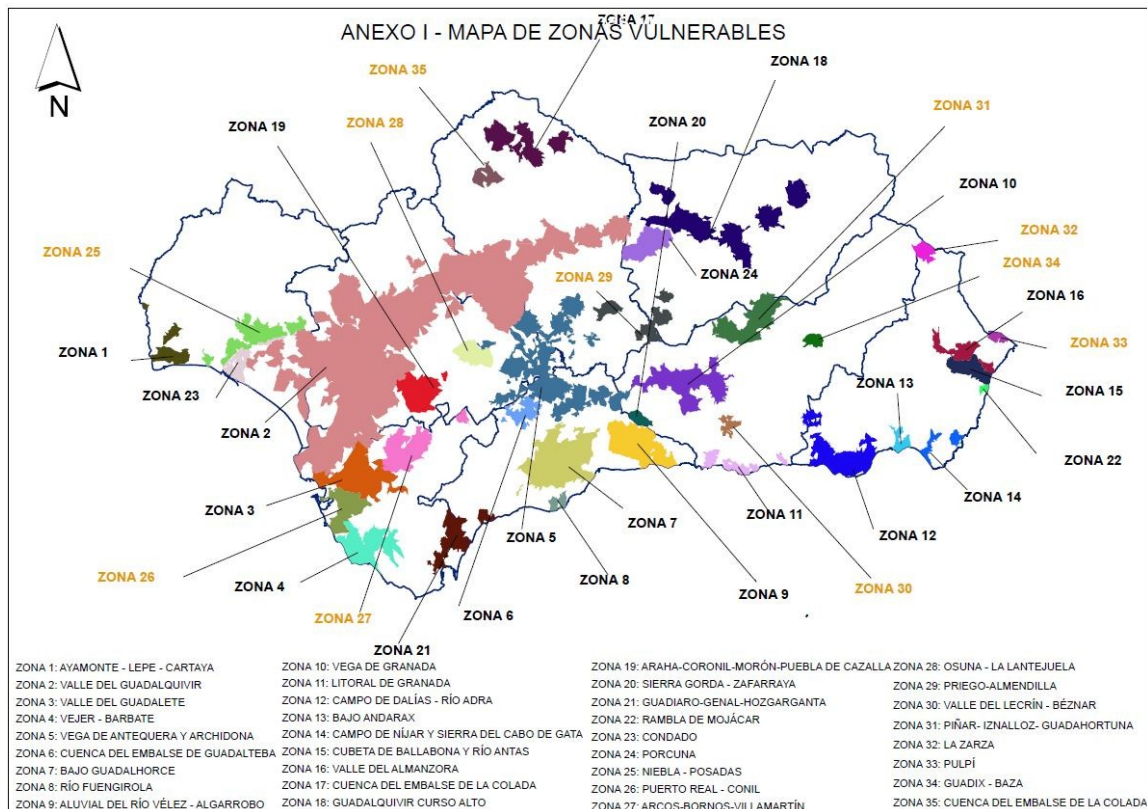 ANEXO I - MAPA DE ZONAS VULNERABLES
ZONA 17
N
ZONA 35
ZONA 18
ZONA 19
ZONA 28
ZONA 20
ZONA 31
ZONA 10
ZONA 25
ZONA 32
ZONA 24
ZONA 29
ZONA 34
ZONA 16
ZONA 1
ZONA 33
ZONA 13
ZONA 15
ZONA 23
ZONA 2
ZONA 22
ZONA 14
ZONA 3
ZONA 7
ZONA 11
ZONA 5
ZONA 12
ZONA 26
ZONA 4
ZONA 8
ZONA 9
ZONA 30
ZONA 27
ZONA 6
ZONA 21
ZONA 1: AYAMONTE - LEPE - CARTAYA
ZONA 2: VALLE DEL GUADALQUIVIR
ZONA 3: VALLE DEL GUADALETE
ZONA 4: VEJER - BARBATE
ZONA 5: VEGA DE ANTEQUERA Y ARCHIDONA
ZONA 6: CUENCA DEL EMBALSE DE GUADALTEBA
ZONA 7: BAJO GUADALHORCE
ZONA 8: RÍO FUENGIROLA
ZONA 9: ALUVIAL DEL RÍO VÉLEZ - ALGARROBO
ZONA 10: VEGA DE GRANADA
ZONA 11: LITORAL DE GRANADA
ZONA 12: CAMPO DE DALÍAS - RÍO ADRA
ZONA 13: BAJO ANDARAX
ZONA 14: CAMPO DE NÍJAR Y SIERRA DEL CABO DE GATA
ZONA 15: CUBETA DE BALLABONA Y RÍO ANTAS
ZONA 16: VALLE DEL ALMANZORA
ZONA 17: CUENCA DEL EMBALSE DE LA COLADA
ZONA 18: GUADALQUIVIR CURSO ALTO
ZONA 19: ARAHA-CORONIL-MORÓN-PUEBLA DE CAZALLA
ZONA 20: SIERRA GORDA - ZAFARRAYA
ZONA 21: GUADIARO-GENAL-HOZGARGANTA
ZONA 22: RAMBLA DE MOJÁCAR
ZONA 23: CONDADO
ZONA 24: PORCUNA
ZONA 25: NIEBLA - POSADAS
ZONA 26: PUERTO REAL - CONIL
ZONA 27: ARCOS-BORNOS-VILLAMARTÍN
ZONA 28: OSUNA - LA LANTEJUELA
ZONA 29: PRIEGO-ALMENDILLA
ZONA 30: VALLE DEL LECRÍN - BÉZNAR
ZONA 31: PIÑAR- IZNALLOZ- GUADAHORTUNA
ZONA 32: LA ZARZA
ZONA 33: PULPÍ
ZONA 34: GUADIX - BAZA
ZONA 35: CUENCA DEL EMBALSE DE LA COLADA